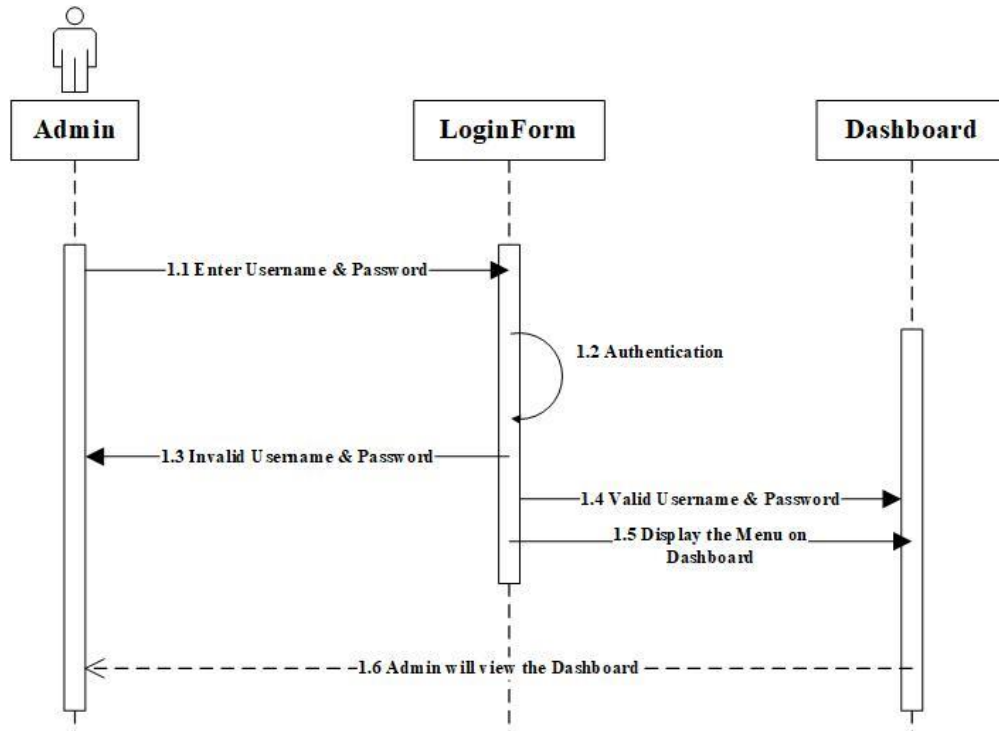 Admin
LoginForm
Dashboard
1.1 Enter Username & Password
1.2 Authentication
1.3 Invalid Username & Password
1.4 Valid Username & Password
1.5 Display the Menu on
Dashboard
1.6 Admin will view the Dashboard